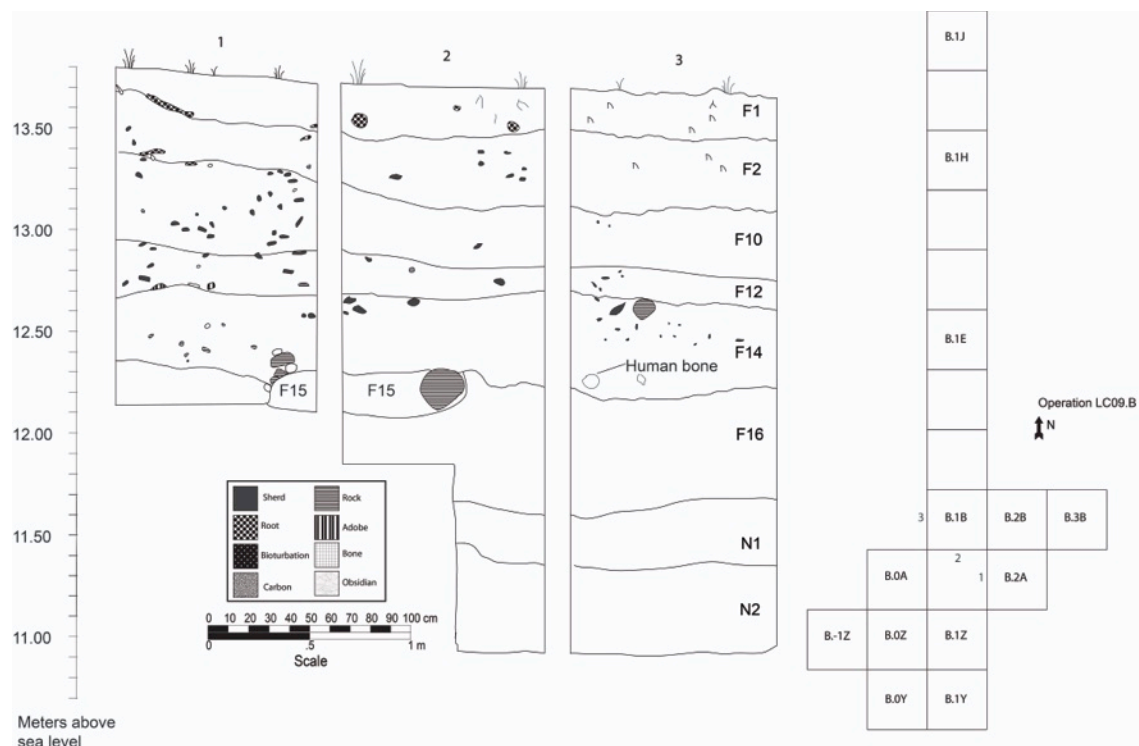 1
2
3
13.50
13.00
12.50
12.00
11.50
11.00
Meters above
sea level
F1
F2
F10
F12
F14
Human bone
F15
F15
F16
N1
N2
Sherd
Rock
Root
Adobe
Bioturbation
Bone
Carbon
Obsidian
0 10 20 30 40 50 60 70 80 90 100 cm
0 .5 1 m
Scale
B.1J
B.1H
B.1E
Operation LC09.B
N
3
B.1B
B.2B
B.3B
2
B.0A
1
B.2A
B.-1Z
B.0Z
B.1Z
B.0Y
B.1Y